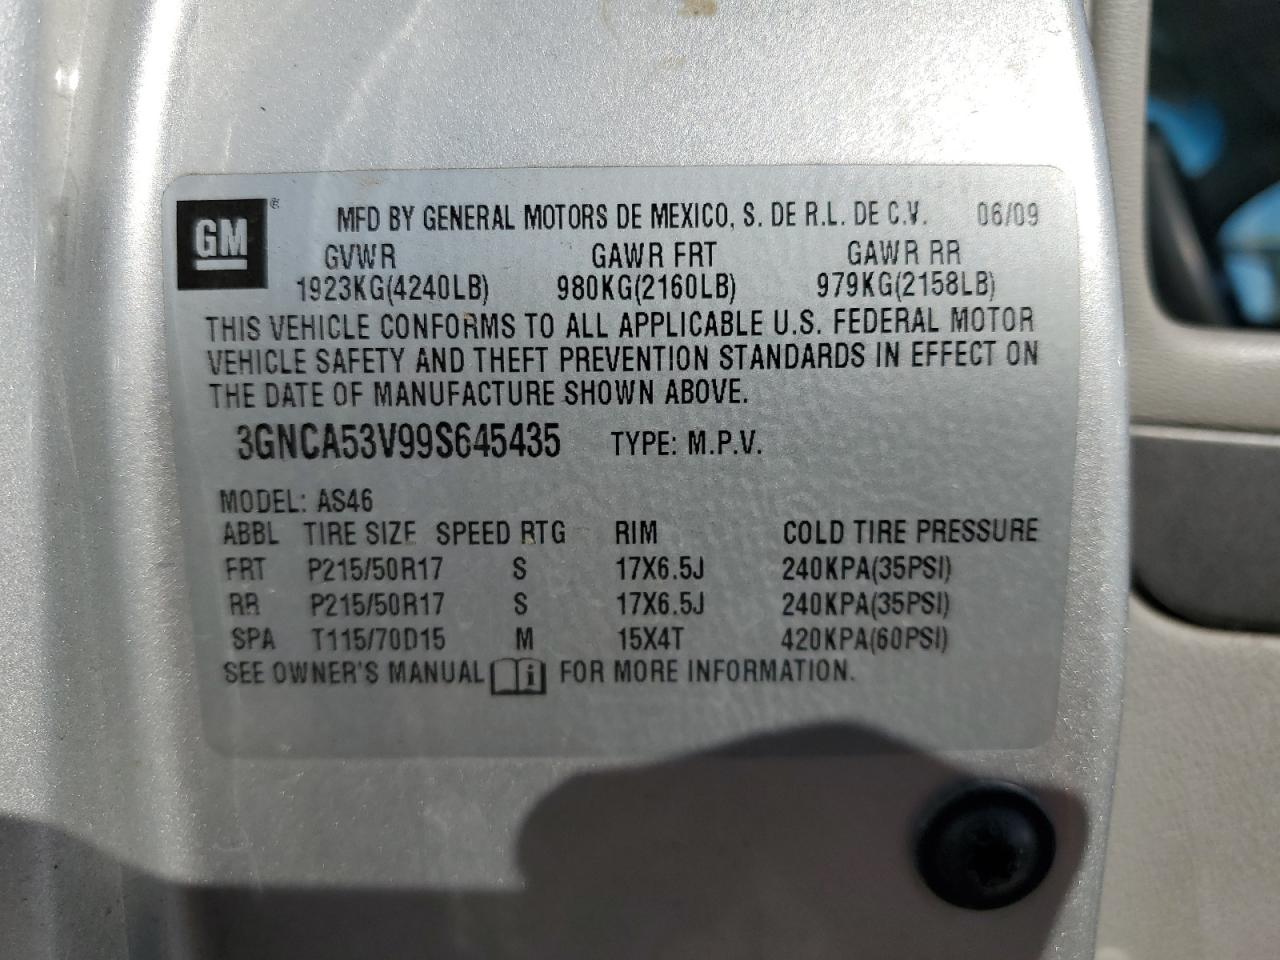 GM ® MFD BY GENERAL MOTORS DE MEXICO, S. DE R.L. DE C.V. 06/09
GVWR GAWR FRT GAWR RR
1923KG(4240LB) 980KG(2160LB) 979KG(2158LB)
THIS VEHICLE CONFORMS TO ALL APPLICABLE U.S. FEDERAL MOTOR
VEHICLE SAFETY AND THEFT PREVENTION STANDARDS IN EFFECT ON
THE DATE OF MANUFACTURE SHOWN ABOVE.
3GNCA53V99S645435 TYPE: M.P.V.
MODEL: AS46
ABBL TIRE SIZE SPEED RTG RIM COLD TIRE PRESSURE
FRT P215/50R17 S 17X6.5J 240KPA(35PSI)
RR P215/50R17 S 17X6.5J 240KPA(35PSI)
SPA T115/70D15 M 15X4T 420KPA(60PSI)
SEE OWNER'S MANUAL i FOR MORE INFORMATION.